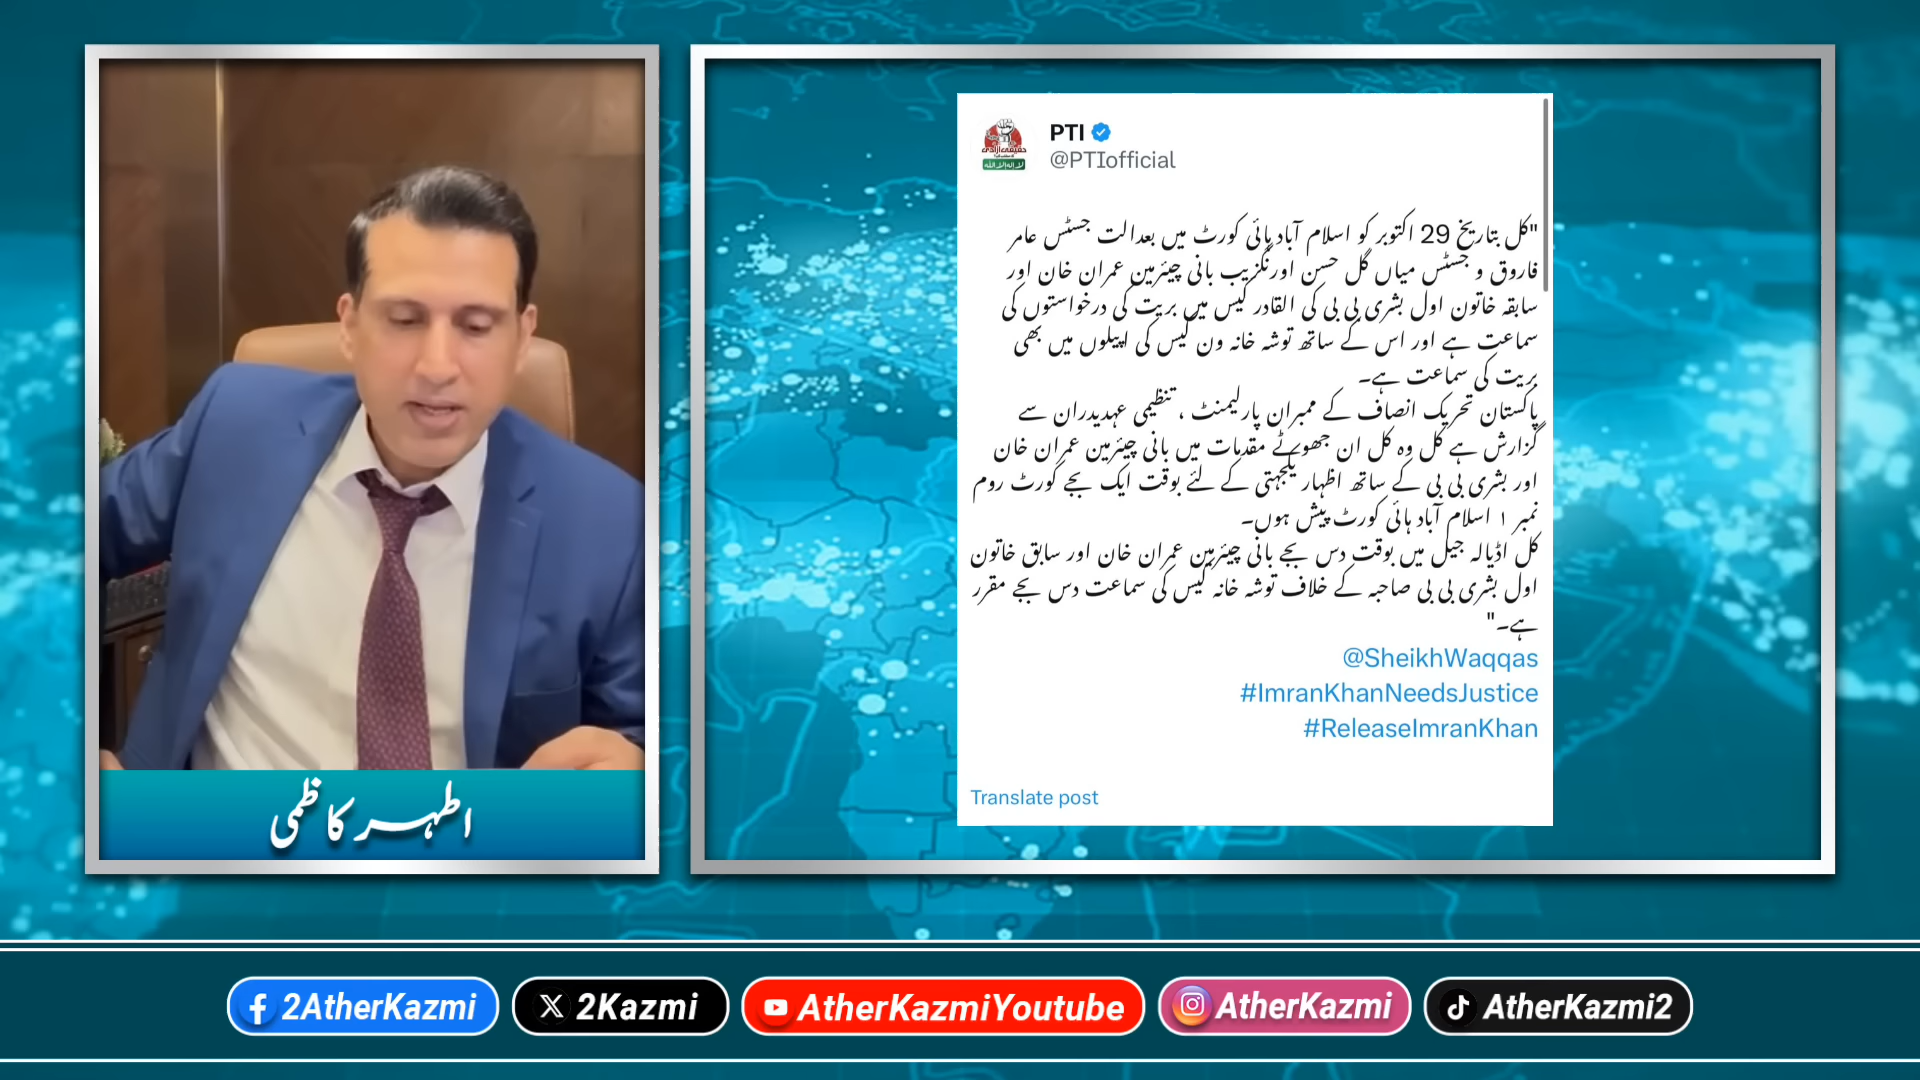 اطہر کاظمی
PTI
@PTIofficial
"کل بتاریخ 29 اکتوبر کو اسلام آباد ہائی کورٹ میں بعدالت جسٹس عامر
فاروق و جسٹس میاں گل حسن اورنگزیب بانی چیئرمین عمران خان اور
سابقہ خاتون اول بشری بی بی کی القادر کیس میں بریت کی درخواستوں کی
سماعت ہے اور اس کے ساتھ توشہ خانہ ون کیس کی اپیلوں میں بھی
بریت کی سماعت ہے۔
پاکستان تحریک انصاف کے ممبران پارلیمنٹ ، تنظیمی عہدیدران سے
گزارش ہے کل وہ کل ان جھوٹے مقدمات میں بانی چیئرمین عمران خان
اور بشری بی بی کے ساتھ اظہار یکجہتی کے لئے بوقت ایک بجے کورٹ روم
نمبر ۱ اسلام آباد ہائی کورٹ پیش ہوں۔
کل اڈیالہ جیل میں بوقت دس بجے بانی چیئرمین عمران خان اور سابق خاتون
اول بشری بی بی صاحبہ کے خلاف توشہ خانہ کیس کی سماعت دس بجے مقرر
ہے۔"
@SheikhWaqqas
#ImranKhanNeedsJustice
#ReleaseImranKhan
Translate post
2AtherKazmi
2Kazmi
AtherKazmiYoutube
AtherKazmi
AtherKazmi2